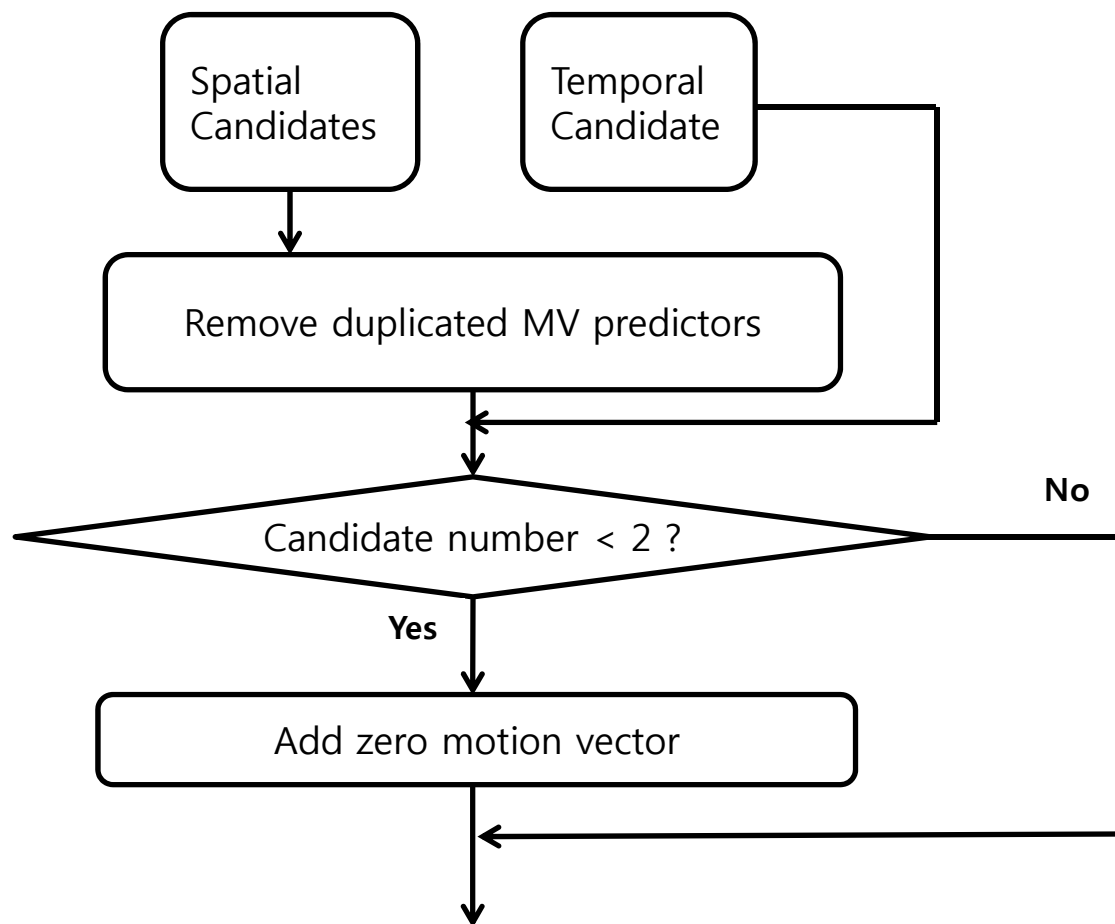 Spatial
Candidates
Temporal
Candidate
Remove duplicated MV predictors
No
Candidate number < 2 ?
Yes
Add zero motion vector